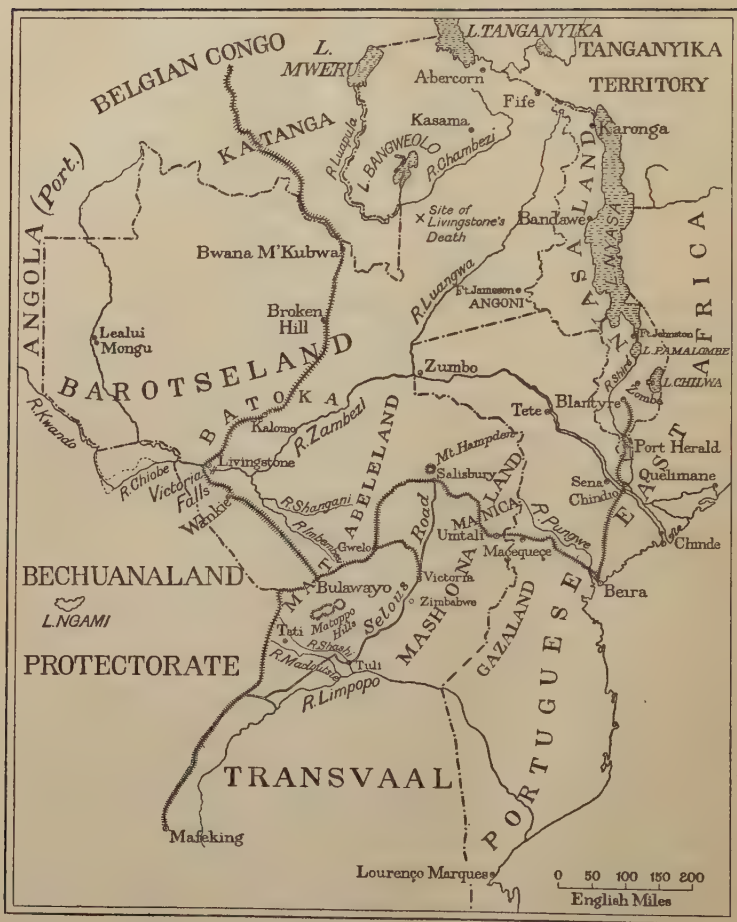 L. TANGANYIKA
TANGANYIKA
TERRITORY
L.
MWERU
BELGIAN CONGO
KATANGA
Abercorn
Fife
Kasama
Karonga
R. Luapula
L. BANGWEOLO
R. Chambezi
Site of
Livingstone's
Death
Bandawe
L. NYASA
NYASALAND
ANGOLA (Port.)
Bwana M'Kubwa
R. Luangwa
Ft. Jameson
ANGONI
Broken
Hill
Lealui
Mongu
BAROTSELAND
BATOKA
Ft. Johnston
L. PAMALOMBE
R. Shiré
L. CHILWA
Zomba
Blantyre
Zumbo
Tete
Kalomo
R. Zambezi
R. Kwando
Livingstone
R. Chiobe
Victoria
Falls
Wankie
Mt. Hampden
Salisbury
Port Herald
Quelimane
Sena
Chindio
Chinde
R. Shangani
R. Imbembesi
MATABELELAND
MASHONALAND
MANICA
Umtali
R. Pungwe
Macequece
Gwelo
Beira
BECHUANALAND
L. NGAMI
PROTECTORATE
Bulawayo
Victoria
Zimbabwe
Selous Road
Matoppo
Hills
Tati
R. Shashi
R. Macloutsie
Tuli
R. Limpopo
GAZALAND
PORTUGUESE EAST AFRICA
TRANSVAAL
Mafeking
Lourenço Marques
0 50 100 150 200
English Miles